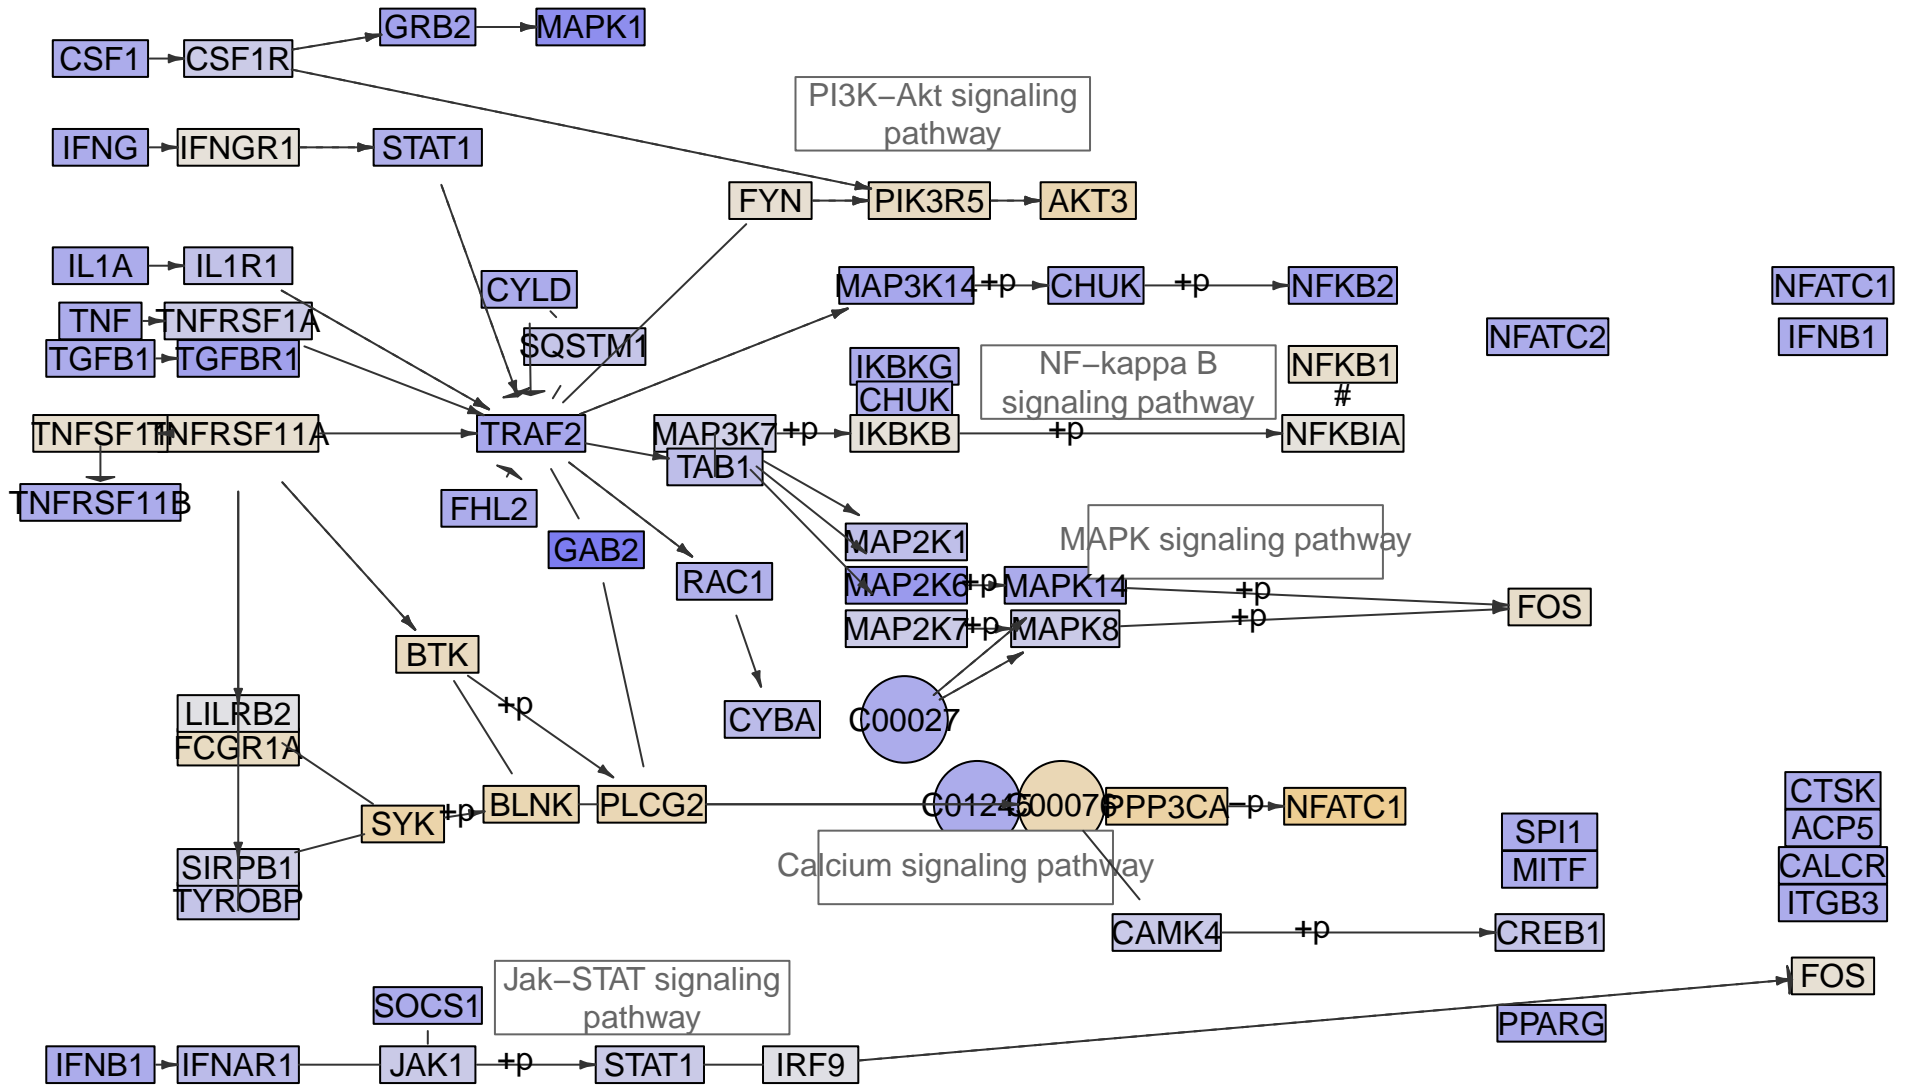 GRB2
MAPK1
CSF1
CSF1R
PI3K−Akt signaling
pathway
IFNG
IFNGR1
STAT1
FYN
PIK3R5
AKT3
IL1A
IL1R1
CYLD
MAP3K14
+p
CHUK
+p
NFKB2
NFATC1
TNF
TNFRSF1A
SQSTM1
NFATC2
IFNB1
TGFB1
TGFBR1
IKBKG
NF−kappa B
signaling pathway
NFKB1
#
CHUK
TNFRSF11A
TRAF2
MAP3K7
+p
IKBKB
+p
NFKBIA
TAB1
TNFRSF11B
FHL2
GAB2
MAP2K1
MAPK signaling pathway
RAC1
MAP2K6
+p
MAPK14
+p
FOS
MAP2K7
+p
MAPK8
+p
BTK
+p
LILRB2
FCGR1A
CYBA
C00027
SYK
+p
BLNK
PLCG2
C01245
C00076
PPP3CA
−p
NFATC1
CTSK
SPI1
ACP5
Calcium signaling pathway
MITF
CALCR
SIRPB1
TYROBP
ITGB3
CAMK4
+p
CREB1
Jak−STAT signaling
pathway
FOS
SOCS1
PPARG
IFNB1
IFNAR1
JAK1
+p
STAT1
IRF9